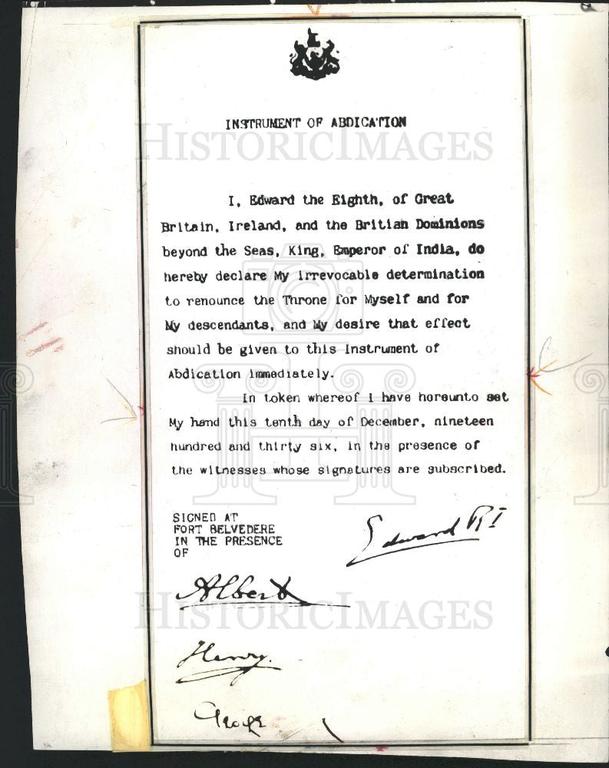 INSTRUMENT OF ABDICATION
HISTORICIMAGES
I, Edward the Eighth, of Great
Britain, Ireland, and the British Dominions
beyond the Seas, King, Emperor of India, do
hereby declare My irrevocable determination
to renounce the Throne for Myself and for
My descendants, and My desire that effect
should be given to this Instrument of
Abdication immediately.
In token whereof I have hereunto set
My hand this tenth day of December, nineteen
hundred and thirty six, in the presence of
the witnesses whose signatures are subscribed.
SIGNED AT
FORT BELVEDERE
IN THE PRESENCE
OF
Edward RI
Albert
HISTORICIMAGES
Henry.
George